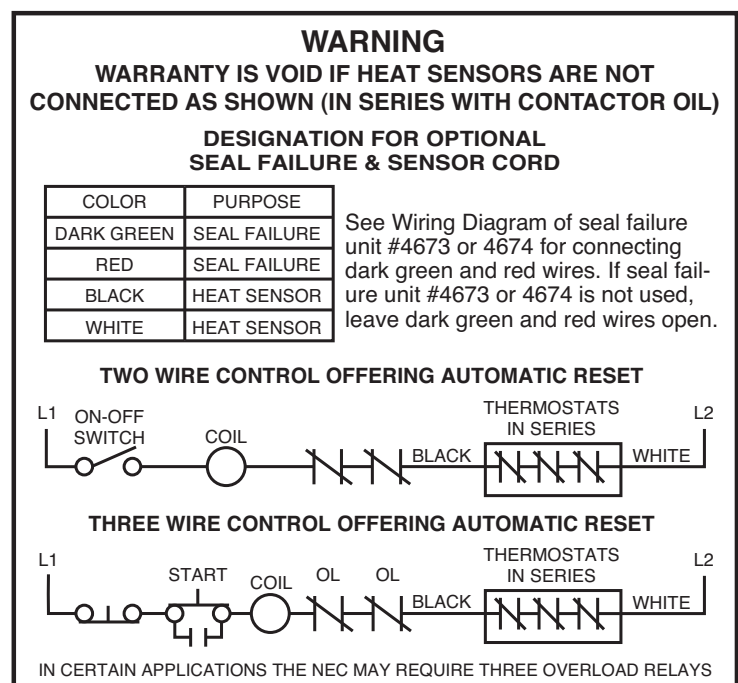 WARNING
WARRANTY IS VOID IF HEAT SENSORS ARE NOT
CONNECTED AS SHOWN (IN SERIES WITH CONTACTOR OIL)
DESIGNATION FOR OPTIONAL
SEAL FAILURE & SENSOR CORD
COLOR PURPOSE
DARK GREEN SEAL FAILURE
RED SEAL FAILURE
BLACK HEAT SENSOR
WHITE HEAT SENSOR
See Wiring Diagram of seal failure
unit #4673 or 4674 for connecting
dark green and red wires. If seal fail-
ure unit #4673 or 4674 is not used,
leave dark green and red wires open.
TWO WIRE CONTROL OFFERING AUTOMATIC RESET
L1
ON-OFF
SWITCH
COIL
BLACK
THERMOSTATS
IN SERIES
WHITE
L2
THREE WIRE CONTROL OFFERING AUTOMATIC RESET
L1
START
COIL
OL
OL
BLACK
THERMOSTATS
IN SERIES
WHITE
L2
IN CERTAIN APPLICATIONS THE NEC MAY REQUIRE THREE OVERLOAD RELAYS